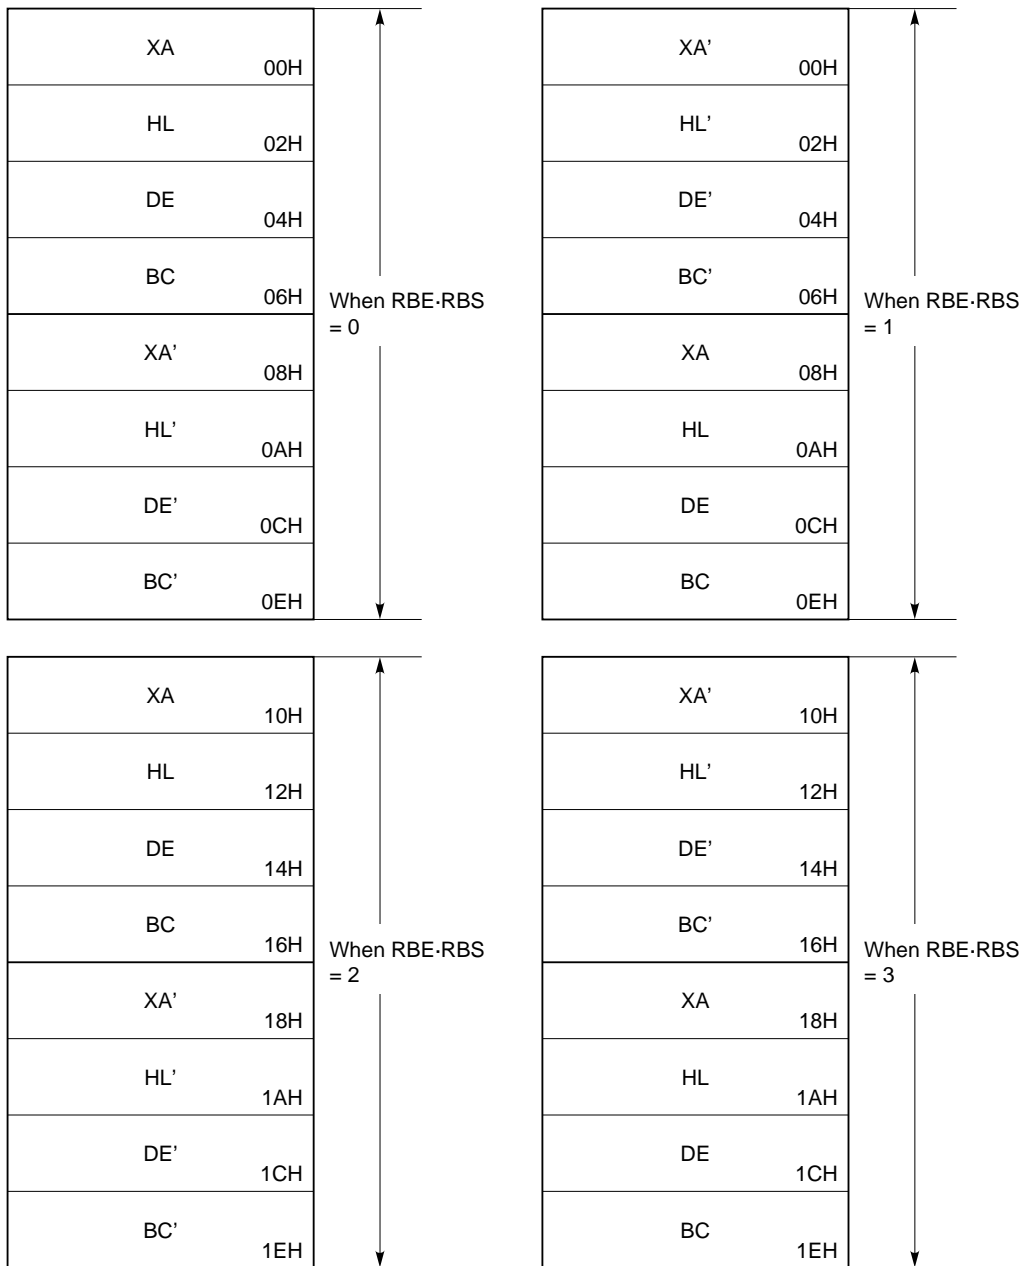 XA
00H
HL
02H
DE
04H
BC
06H
XA’
08H
HL’
0AH
DE’
0CH
BC’
0EH
When RBE·RBS
= 0
XA’
00H
HL’
02H
DE’
04H
BC’
06H
XA
08H
HL
0AH
DE
0CH
BC
0EH
When RBE·RBS
= 1
XA
10H
HL
12H
DE
14H
BC
16H
XA’
18H
HL’
1AH
DE’
1CH
BC’
1EH
When RBE·RBS
= 2
XA’
10H
HL’
12H
DE’
14H
BC’
16H
XA
18H
HL
1AH
DE
1CH
BC
1EH
When RBE·RBS
= 3